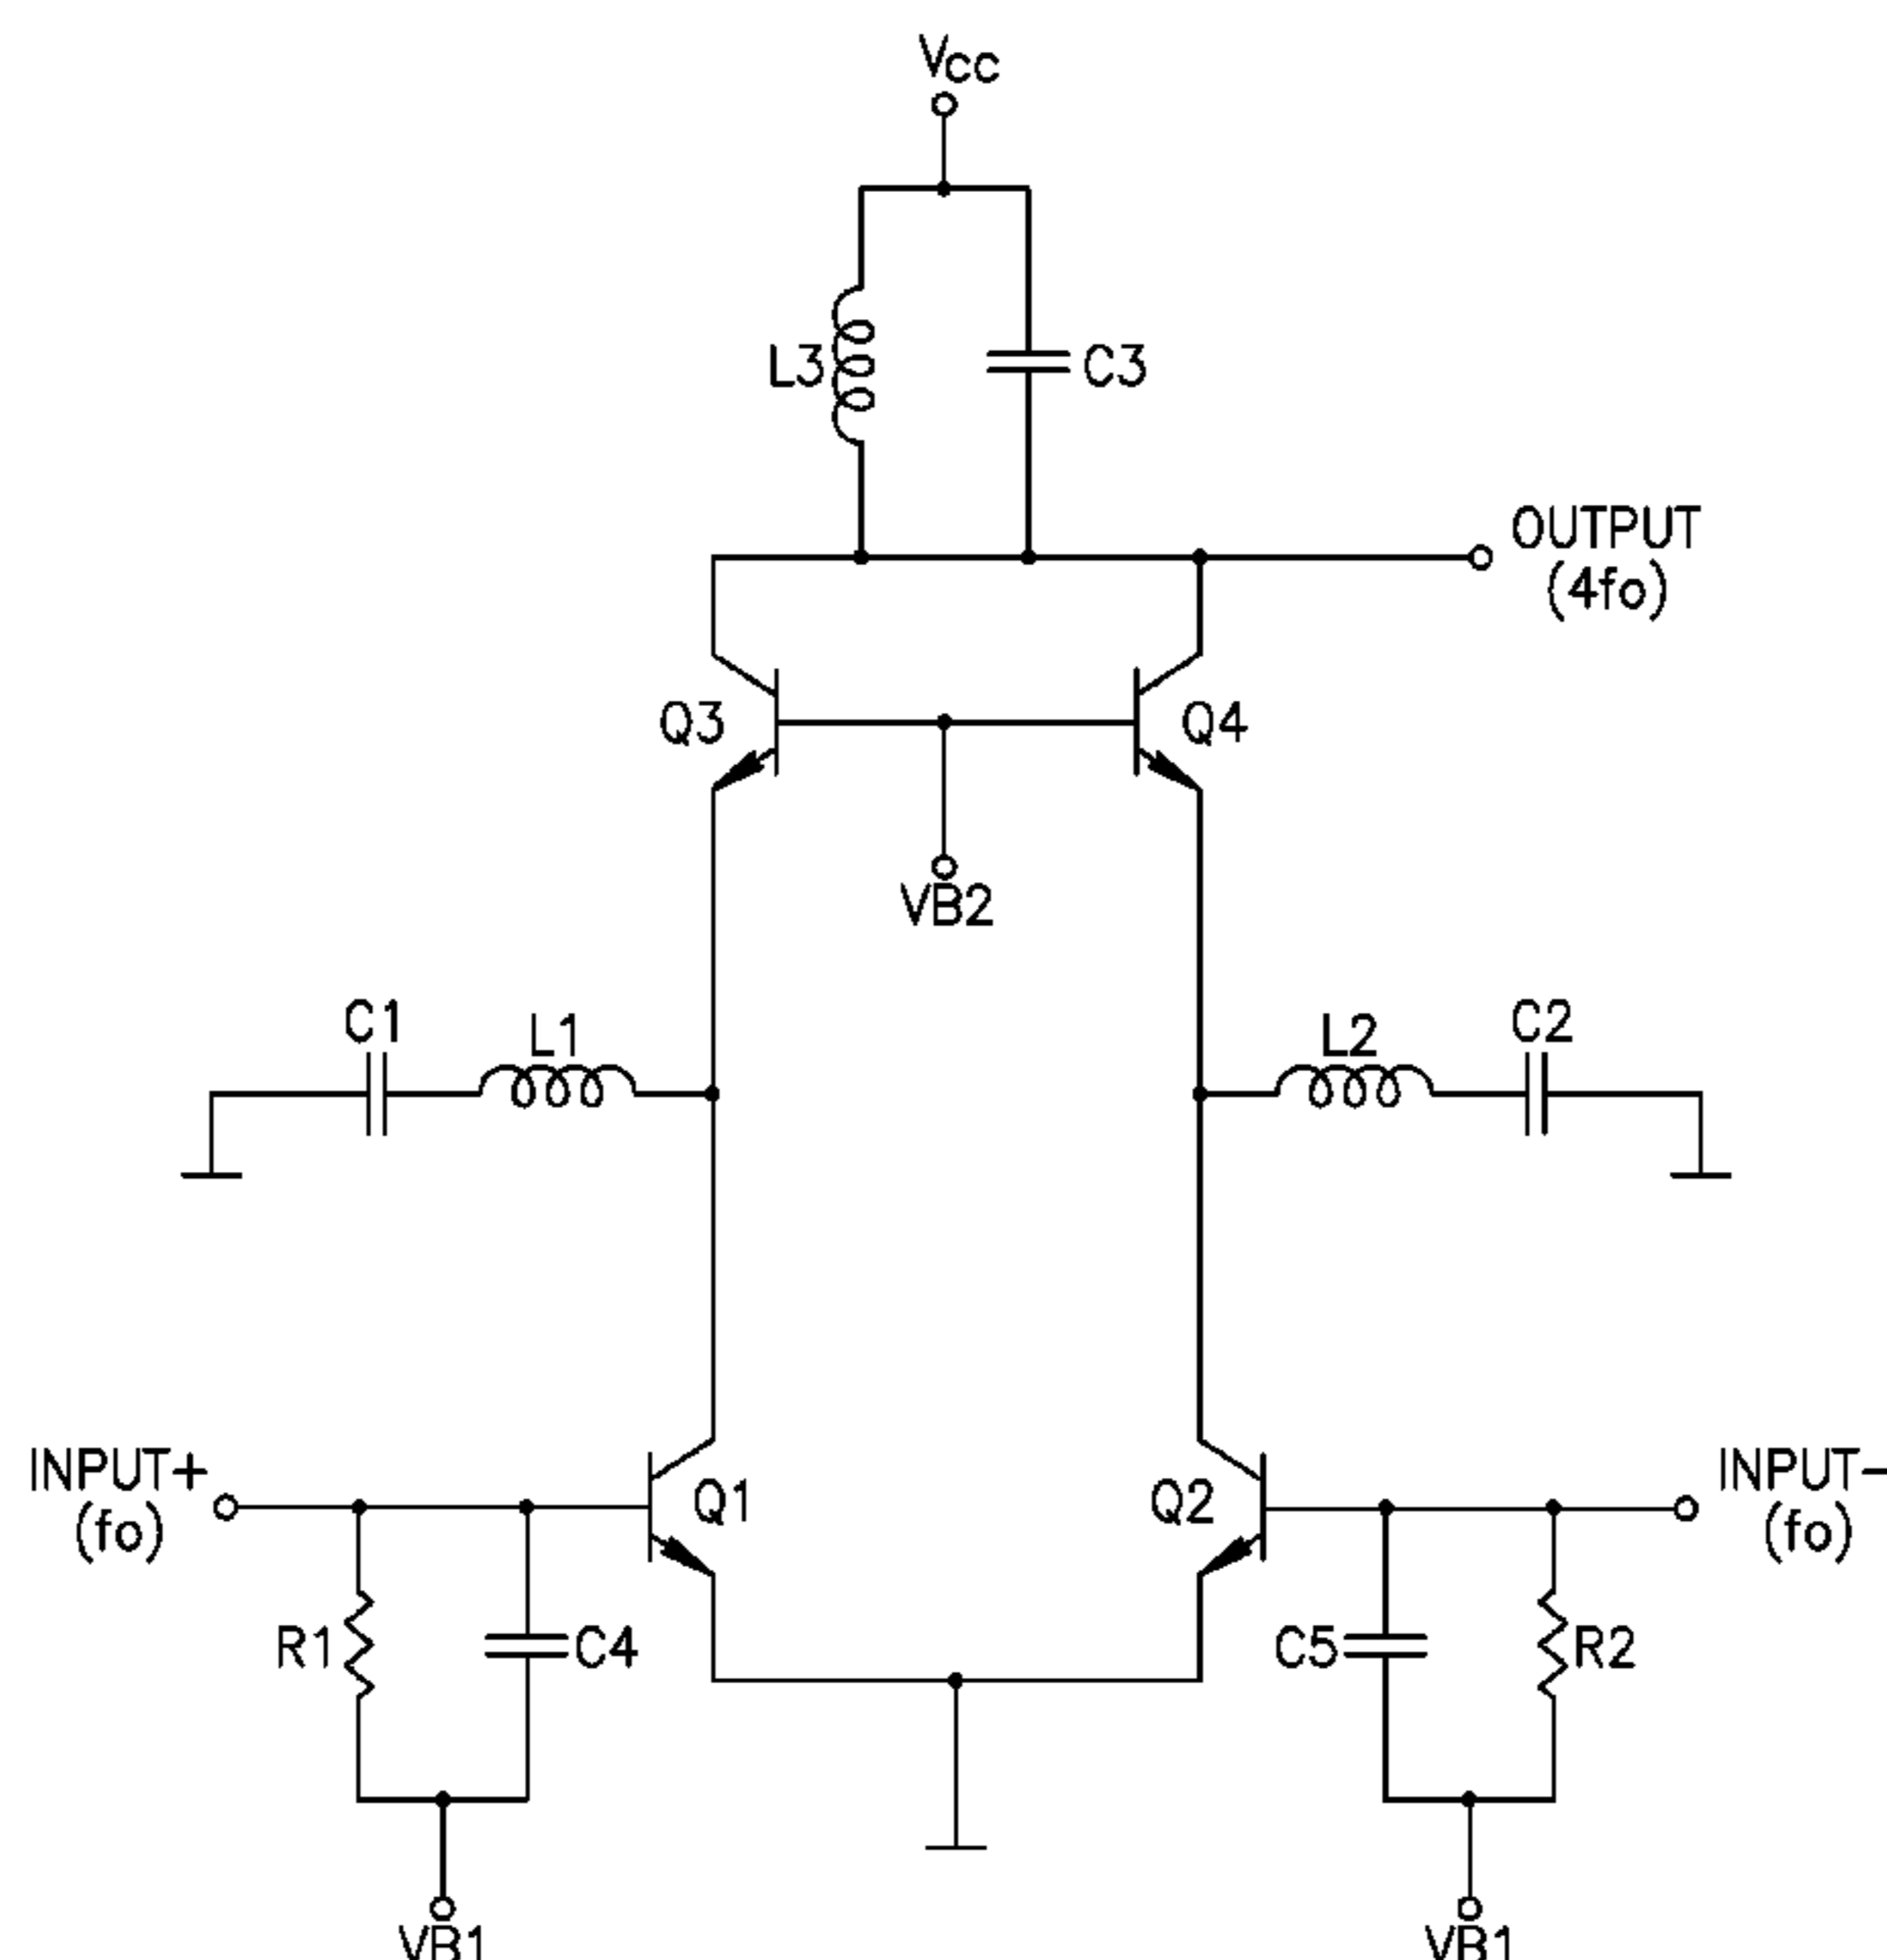 VCC
L3
C3
OUTPUT
(4fo)
Q3
Q4
VB2
C1
L1
L2
C2
INPUT+
(fo)
Q1
Q2
INPUT-
(fo)
R1
C4
C5
R2
VB1
VB1